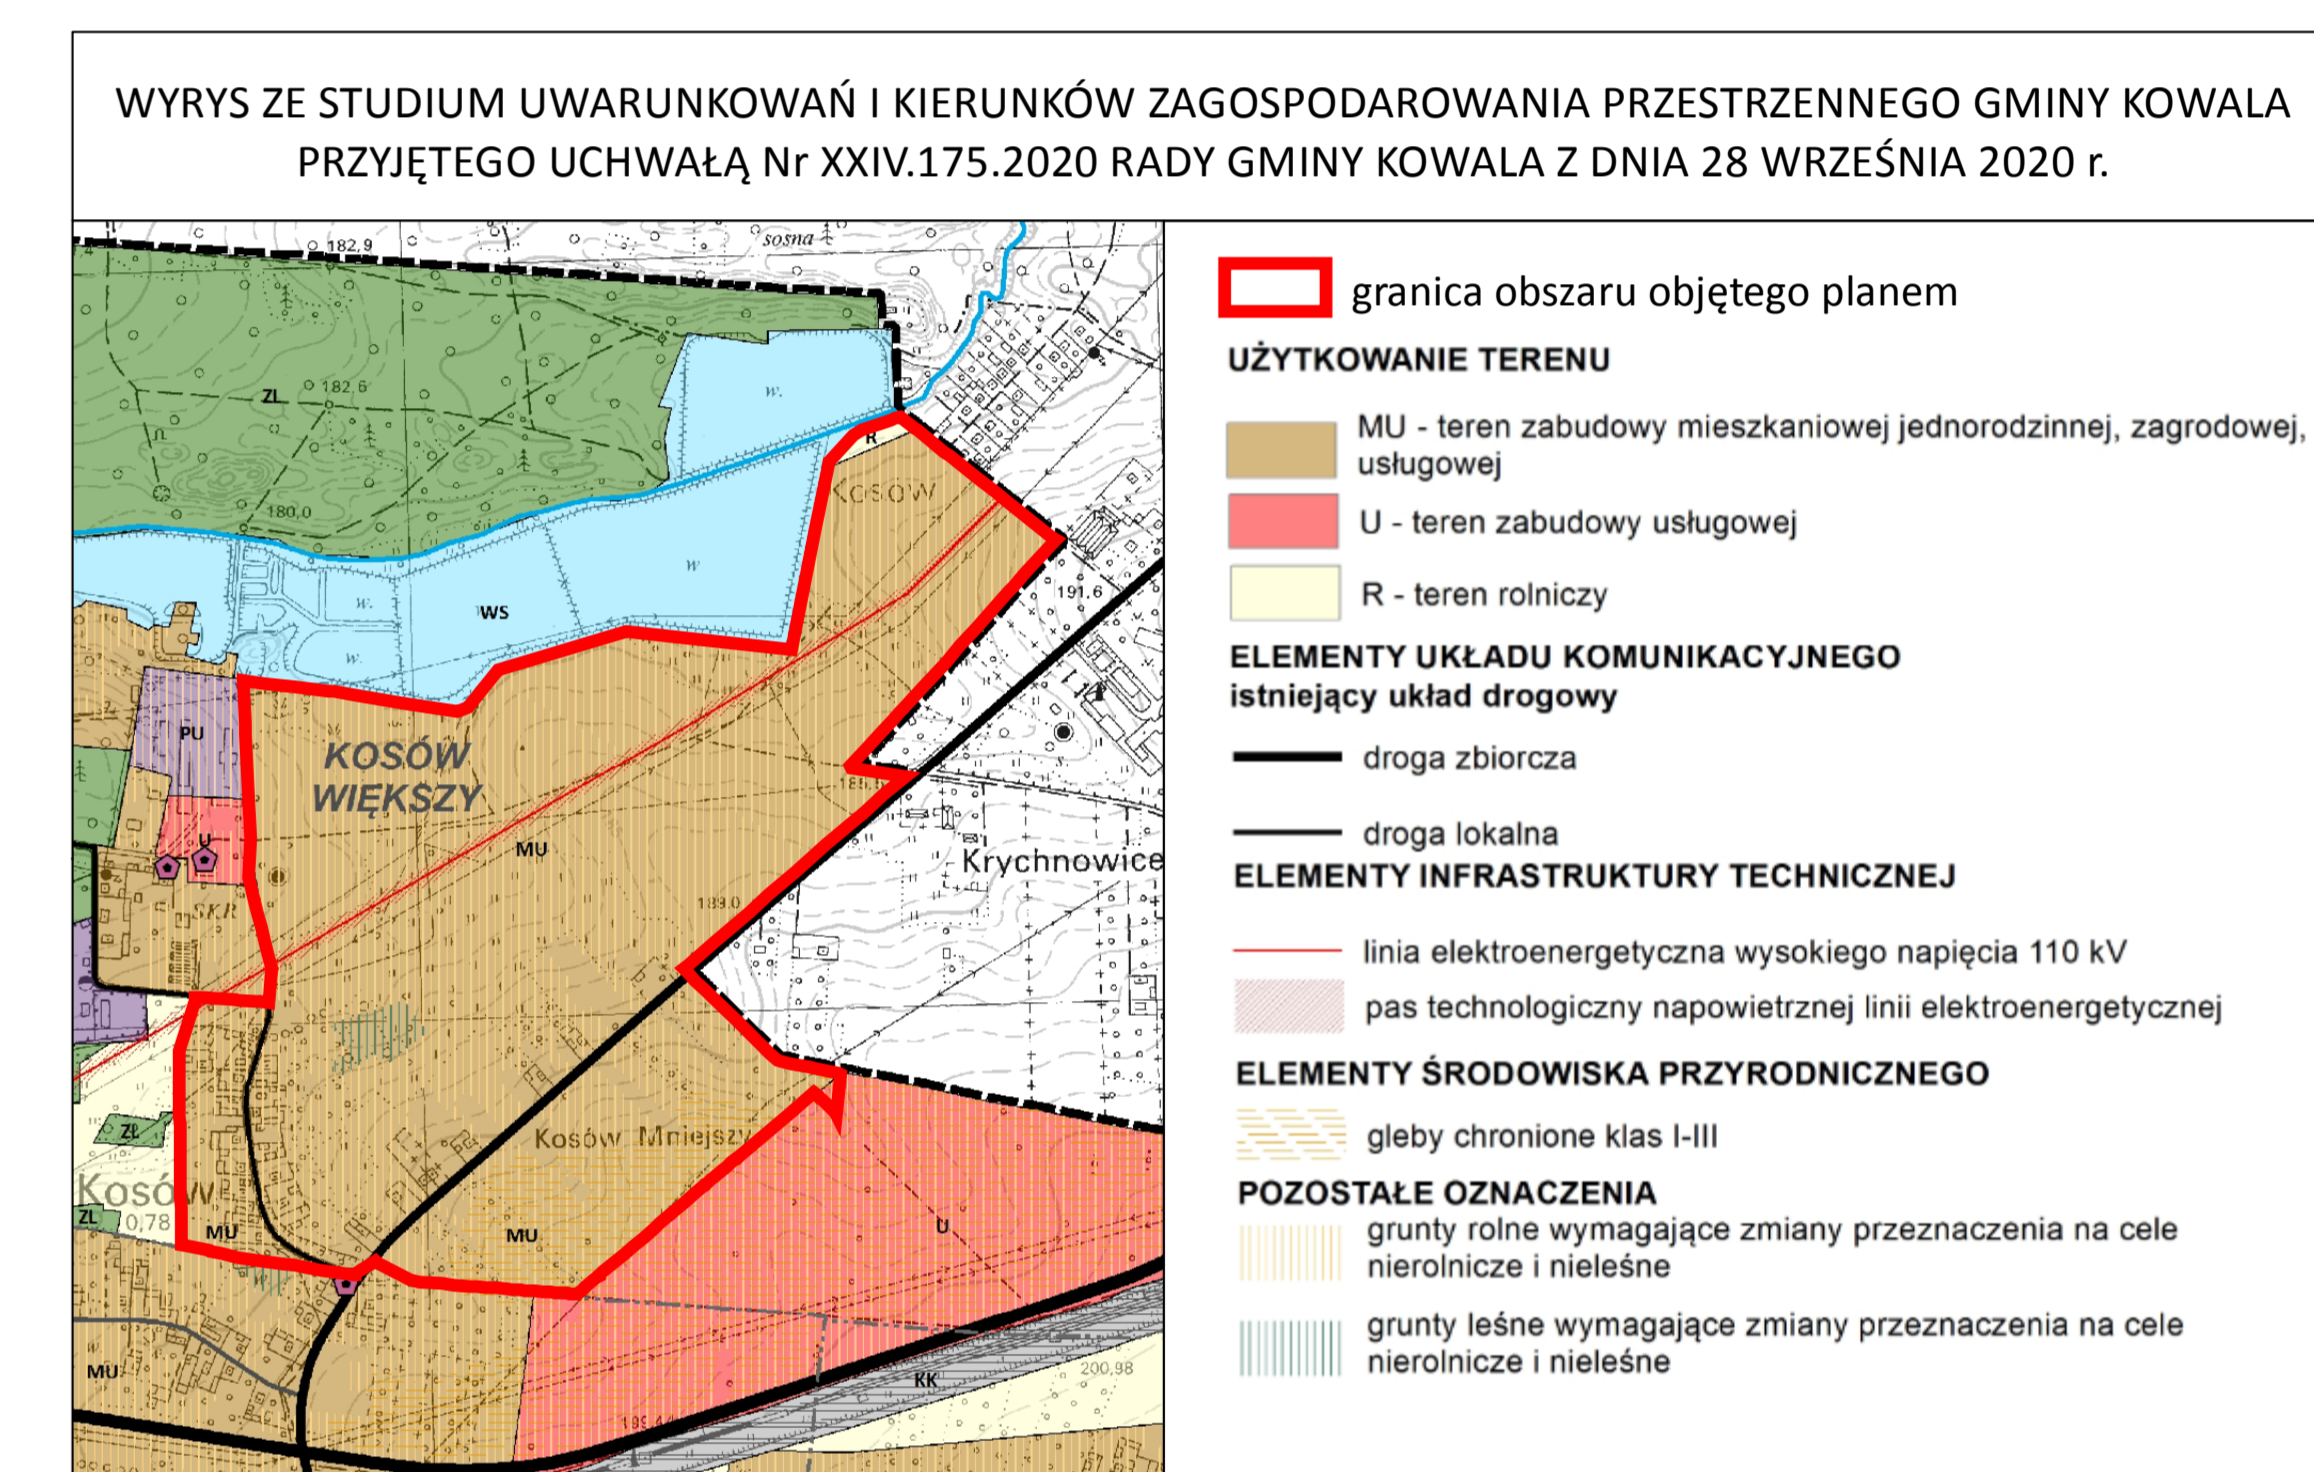 WYRYS ZE STUDIUM UWARUNKOWAŃ I KIERUNKÓW ZAGOSPODAROWANIA PRZESTRZENNEGO GMINY KOWALA
PRZYJĘTEGO UCHWAŁĄ Nr XXIV.175.2020 RADY GMINY KOWALA Z DNIA 28 WRZEŚNIA 2020 r.
sosna
182,9
ZL
182,6
w.
R
KOSÓW
180,0
w
191,6
w.
WS
w.
PU
KOSÓW
WIĘKSZY
U
MU
Krychnowice
SKR
189.0
ZL
Kosów Mniejszy
Kosów
ZL
0,78
MU
MU
U
MU
KK
200,98
granica obszaru objętego planem
UŻYTKOWANIE TERENU
MU - teren zabudowy mieszkaniowej jednorodzinnej, zagrodowej,
usługowej
U - teren zabudowy usługowej
R - teren rolniczy
ELEMENTY UKŁADU KOMUNIKACYJNEGO
istniejący układ drogowy
droga zbiorcza
droga lokalna
ELEMENTY INFRASTRUKTURY TECHNICZNEJ
linia elektroenergetyczna wysokiego napięcia 110 kV
pas technologiczny napowietrznej linii elektroenergetycznej
ELEMENTY ŚRODOWISKA PRZYRODNICZNEGO
gleby chronione klas I-III
POZOSTAŁE OZNACZENIA
grunty rolne wymagające zmiany przeznaczenia na cele
nierolnicze i nieleśne
grunty leśne wymagające zmiany przeznaczenia na cele
nierolnicze i nieleśne